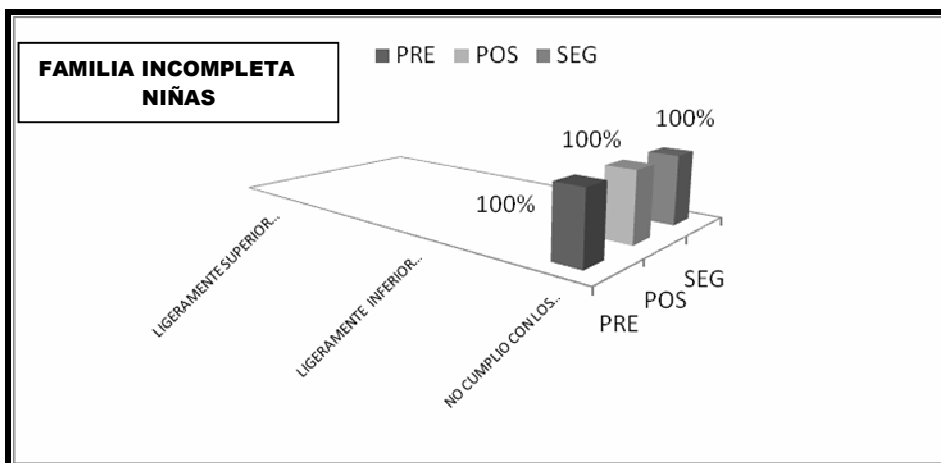 FAMILIA INCOMPLETA
NIÑAS
PRE POS SEG
100%
100%
100%
LIGERAMENTE SUPERIOR...
LIGERAMENTE INFERIOR...
NO CUMPLIO CON LOS...
PRE
POS
SEG